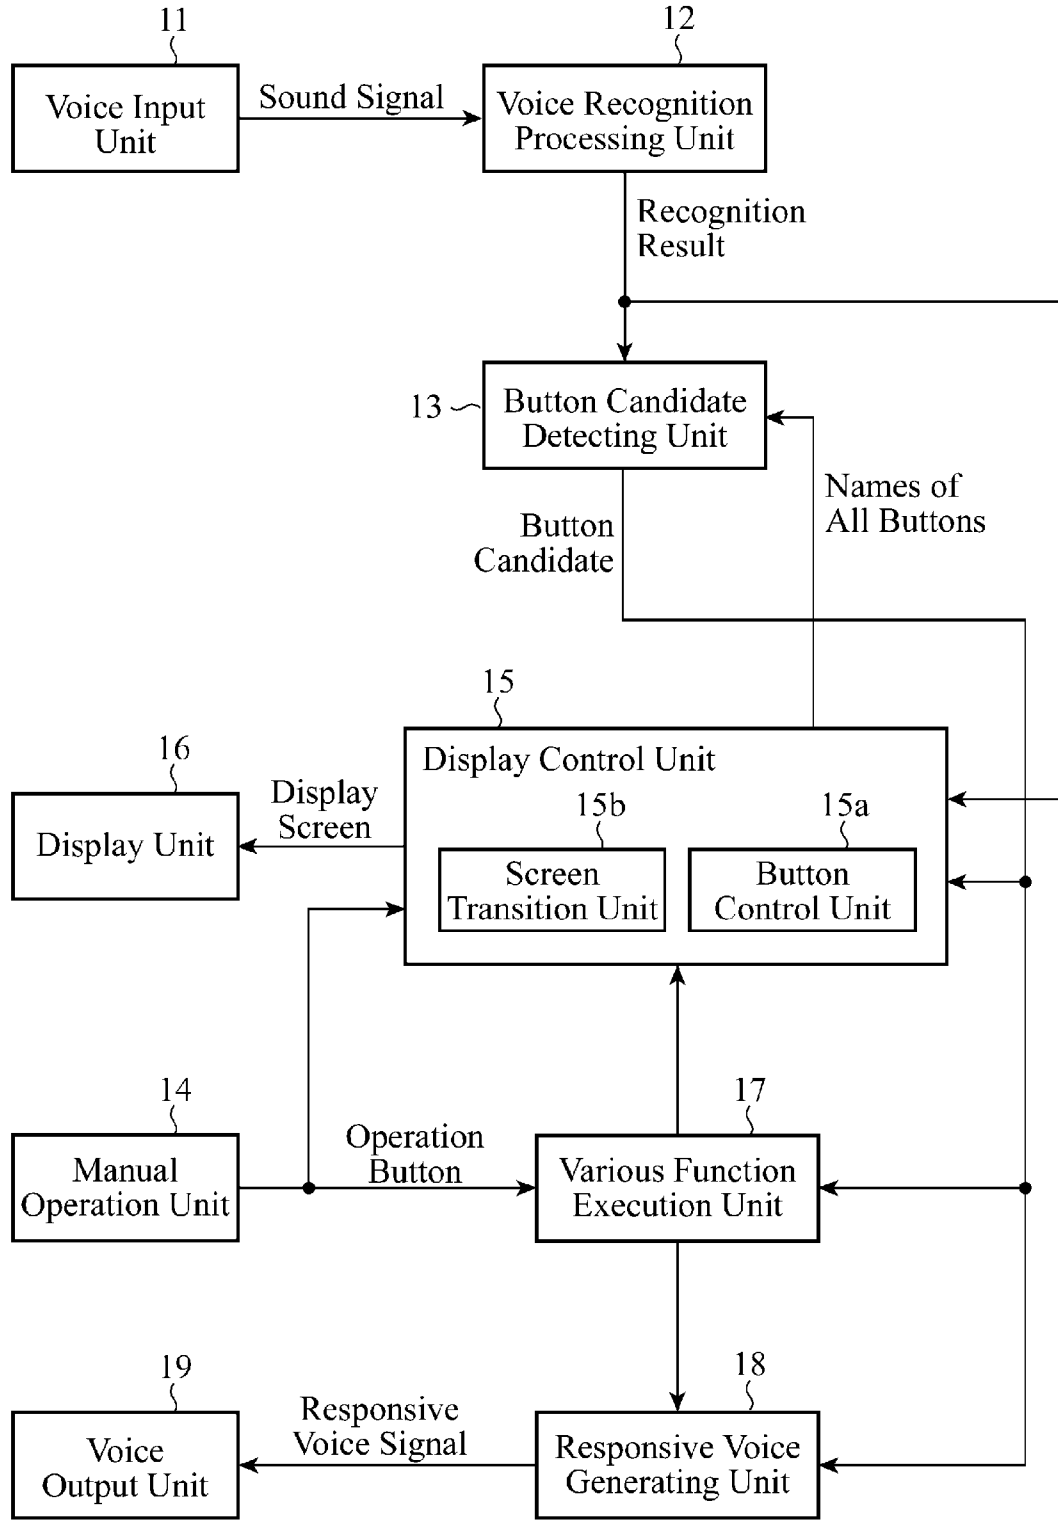 11
12
Voice Input
Unit
Sound Signal
Voice Recognition
Processing Unit
Recognition
Result
13
Button Candidate
Detecting Unit
Names of
All Buttons
Button
Candidate
15
Display Control Unit
16
Display Unit
Display
Screen
15b
15a
Screen
Transition Unit
Button
Control Unit
14
Manual
Operation Unit
Operation
Button
17
Various Function
Execution Unit
19
Voice
Output Unit
Responsive
Voice Signal
18
Responsive Voice
Generating Unit